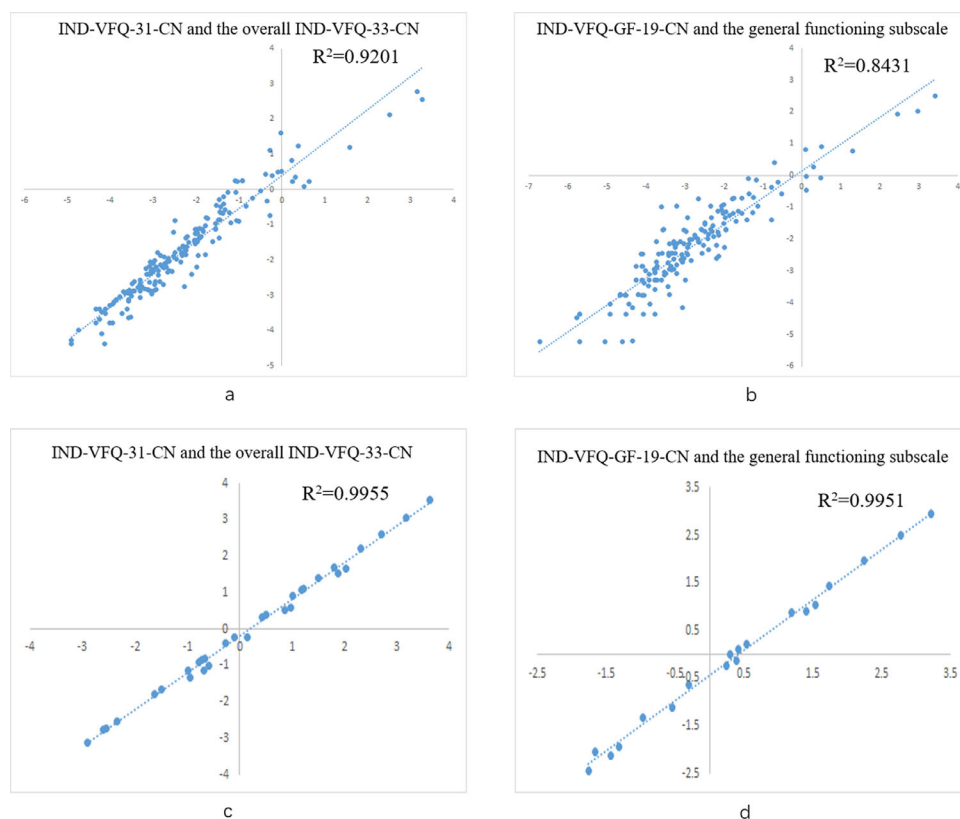 IND-VFQ-31-CN and the overall IND-VFQ-33-CN
R²=0.9201
4
3
2
1
0
-5 -4 -3 -2 -1 0 1 2 3 4
-1
-2
-3
-4
-5
a
IND-VFQ-GF-19-CN and the general functioning subscale
R²=0.8431
4
3
2
1
0
-7 -6 -5 -4 -3 -2 -1 0 1 2 3 4
-1
-2
-3
-4
-5
-6
b
IND-VFQ-31-CN and the overall IND-VFQ-33-CN
R²=0.9955
4
3
2
1
0
-4 -3 -2 -1 0 1 2 3 4
-1
-2
-3
-4
c
IND-VFQ-GF-19-CN and the general functioning subscale
R²=0.9951
3.5
2.5
1.5
0.5
-2.5 -1.5 -0.5 0.5 1.5 2.5 3.5
-0.5
-1.5
-2.5
d